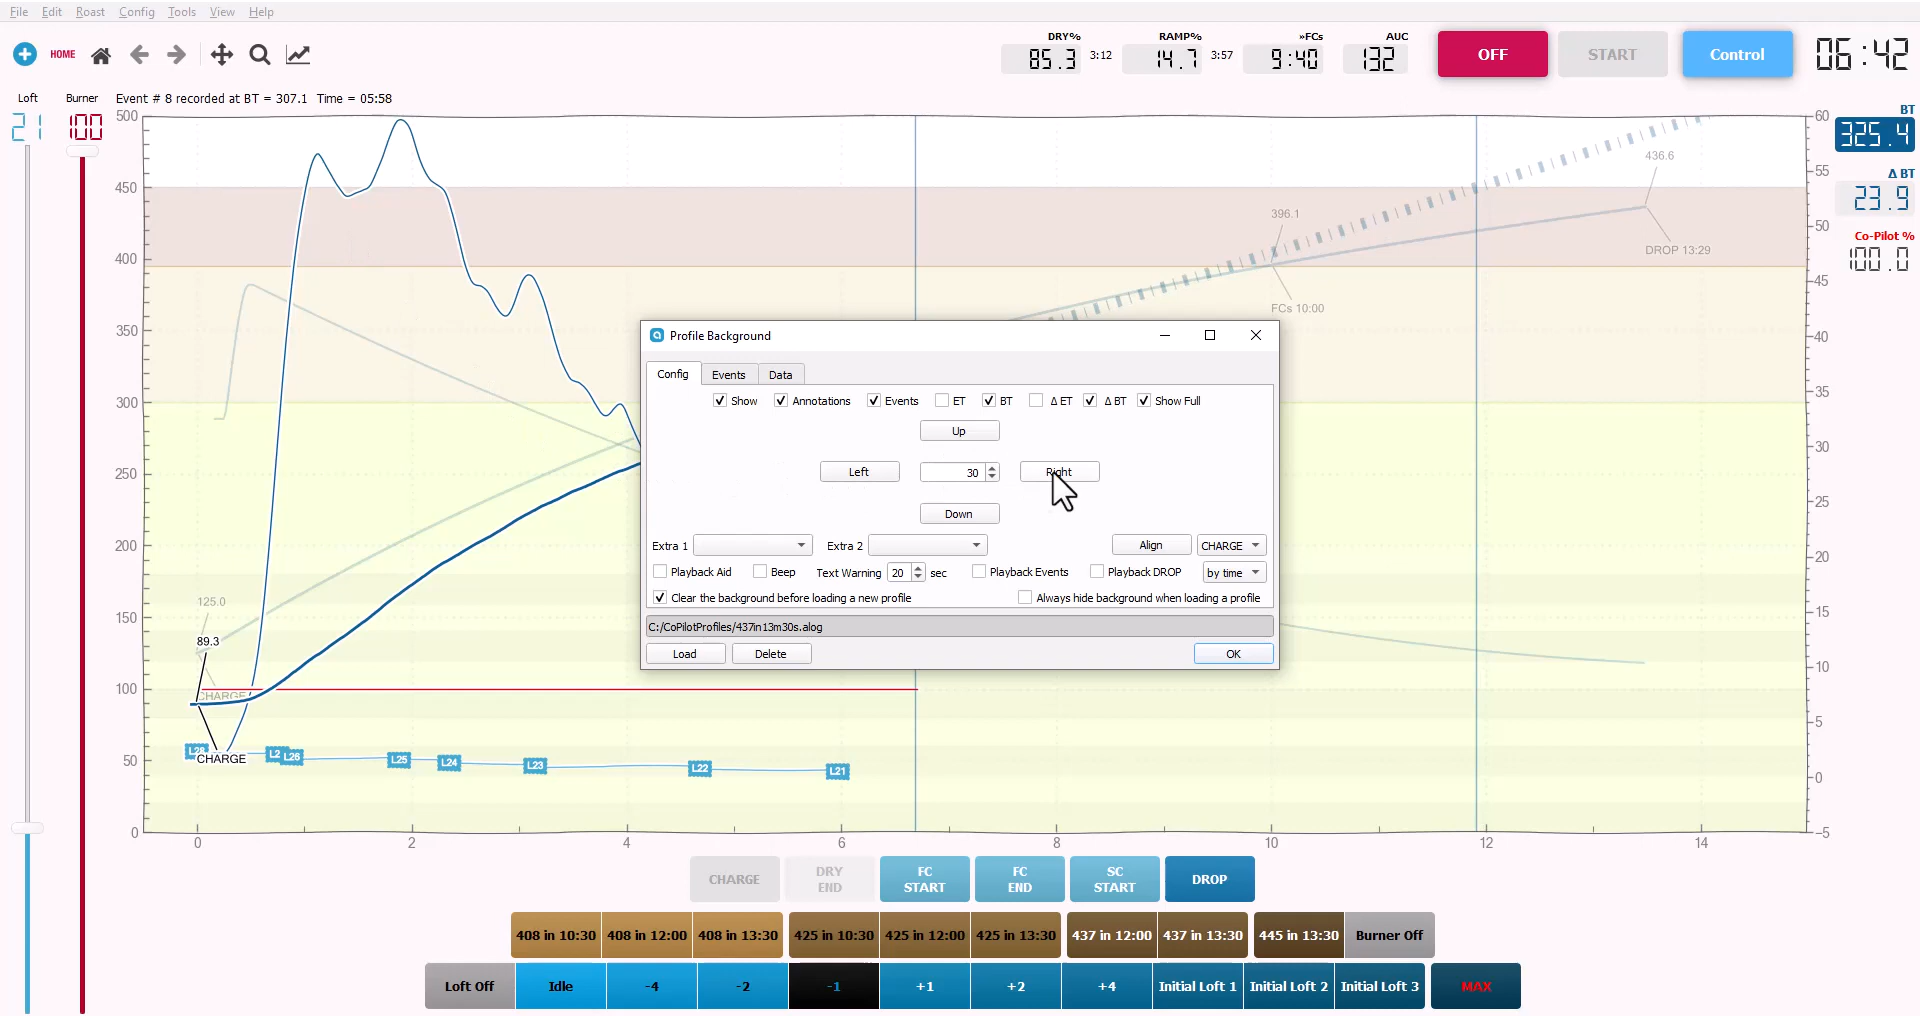 File Edit Roast Config Tools View Help
HOME
DRY% RAMP% »FCs AUC
85.3 3:12 14.7 3:57 9:40 132
OFF START Control 06:42
Loft Burner Event # 8 recorded at BT = 307.1 Time = 05:58
21 100
BT
325.4
Δ BT
23.9
Co-Pilot %
100.0
500
450
400
350
300
250
200
150
100
50
0
60
55
50
45
40
35
30
25
20
15
10
5
0
-5
436.6
396.1
DROP 13:29
FCs 10:00
125.0
89.3
CHARGE
CHARGE
L26 L25 L24 L23 L22 L21
Profile Background
Config Events Data
Show Annotations Events ET BT Δ ET Δ BT Show Full
Up
Left 30 Right
Down
Extra 1 Extra 2 Align CHARGE
Playback Aid Beep Text Warning 20 sec Playback Events Playback DROP by time
Clear the background before loading a new profile Always hide background when loading a profile
C:/CoPilotProfiles/437in13m30s.alog
Load Delete OK
0 2 4 6 8 10 12 14
CHARGE DRY END FC START FC END SC START DROP
408 in 10:30 408 in 12:00 408 in 13:30 425 in 10:30 425 in 12:00 425 in 13:30 437 in 12:00 437 in 13:30 445 in 13:30 Burner Off
Loft Off Idle -4 -2 -1 +1 +2 +4 Initial Loft 1 Initial Loft 2 Initial Loft 3 MAX